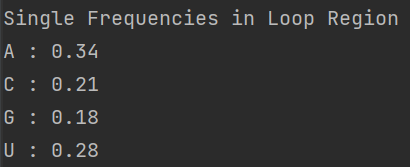 Single Frequencies in Loop Region
A : 0.34
C : 0.21
G : 0.18
U : 0.28